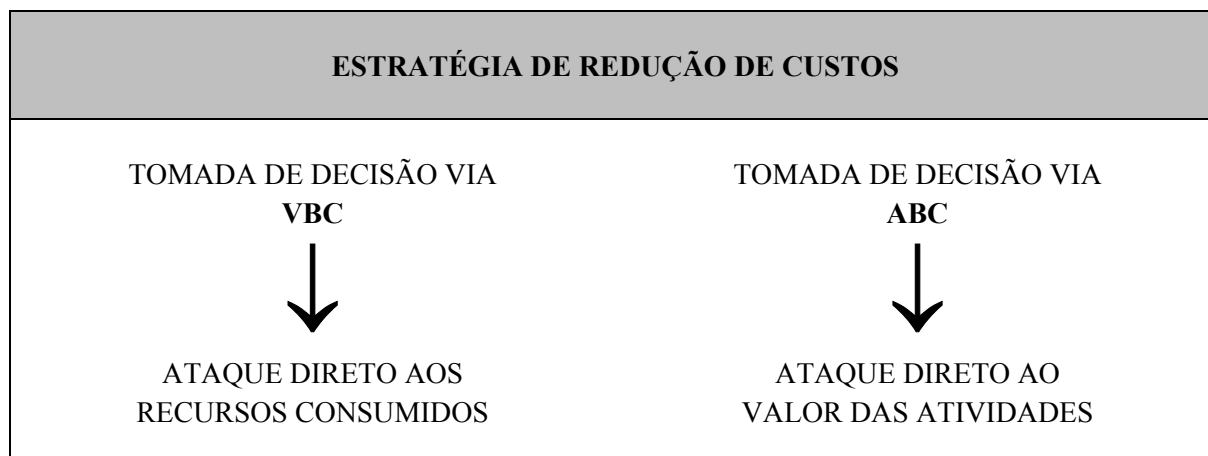 ESTRATÉGIA DE REDUÇÃO DE CUSTOS
TOMADA DE DECISÃO VIA
VBC
ATAQUE DIRETO AOS
RECURSOS CONSUMIDOS
TOMADA DE DECISÃO VIA
ABC
ATAQUE DIRETO AO
VALOR DAS ATIVIDADES